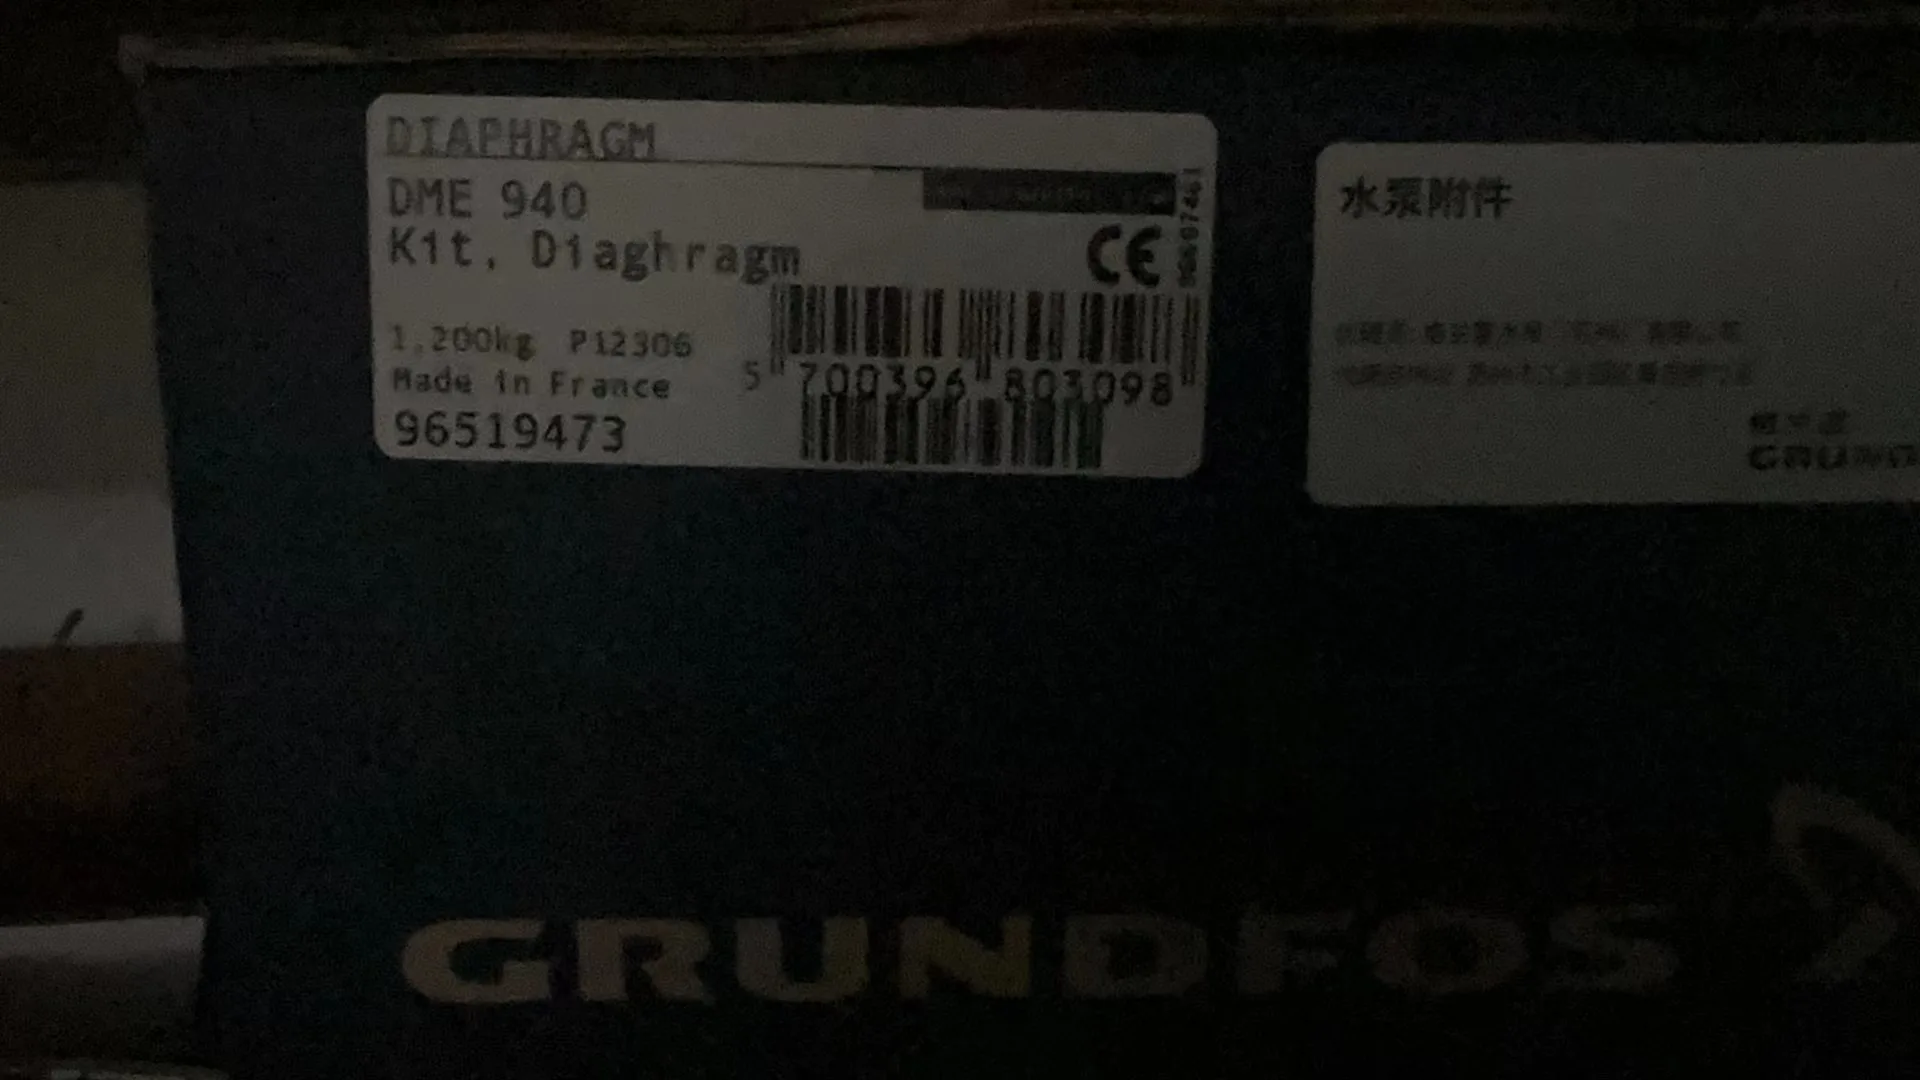 DIAPHRAGM
DME 940
Kit, Diaghragm
CE
1,200kg P12306
Made in France
5 700396 803098
96519473
水泵附件
GRUNDFOS